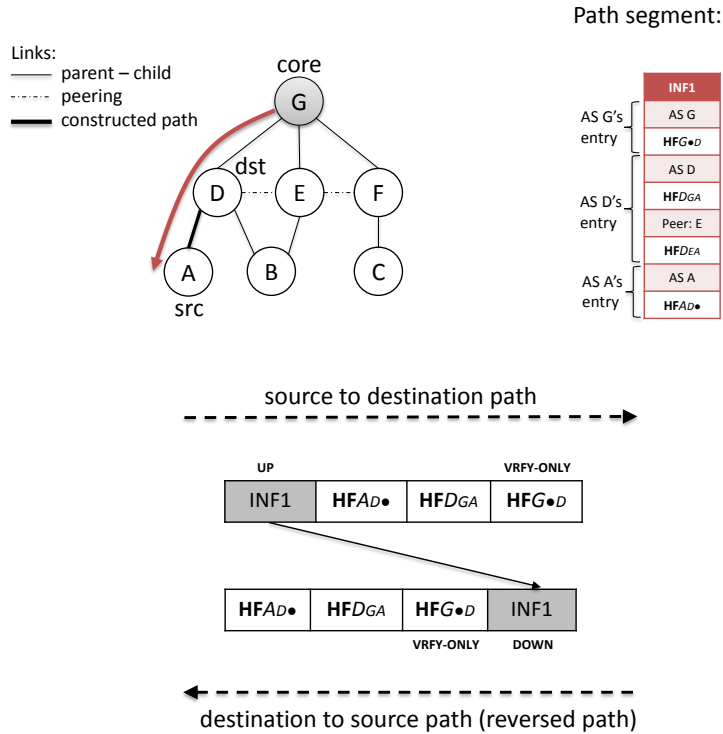 Path segment:
Links:
parent – child
peering
constructed path
core
G
dst
D
E
F
A
B
C
src
INF1
AS G's
entry
AS G
HFG●D
AS D's
entry
AS D
HFDGA
Peer: E
HFDEA
AS A's
entry
AS A
HFAD●
source to destination path
UP
VRFY-ONLY
INF1 HFAD● HFDGA HFG●D
HFAD● HFDGA HFG●D INF1
VRFY-ONLY
DOWN
destination to source path (reversed path)